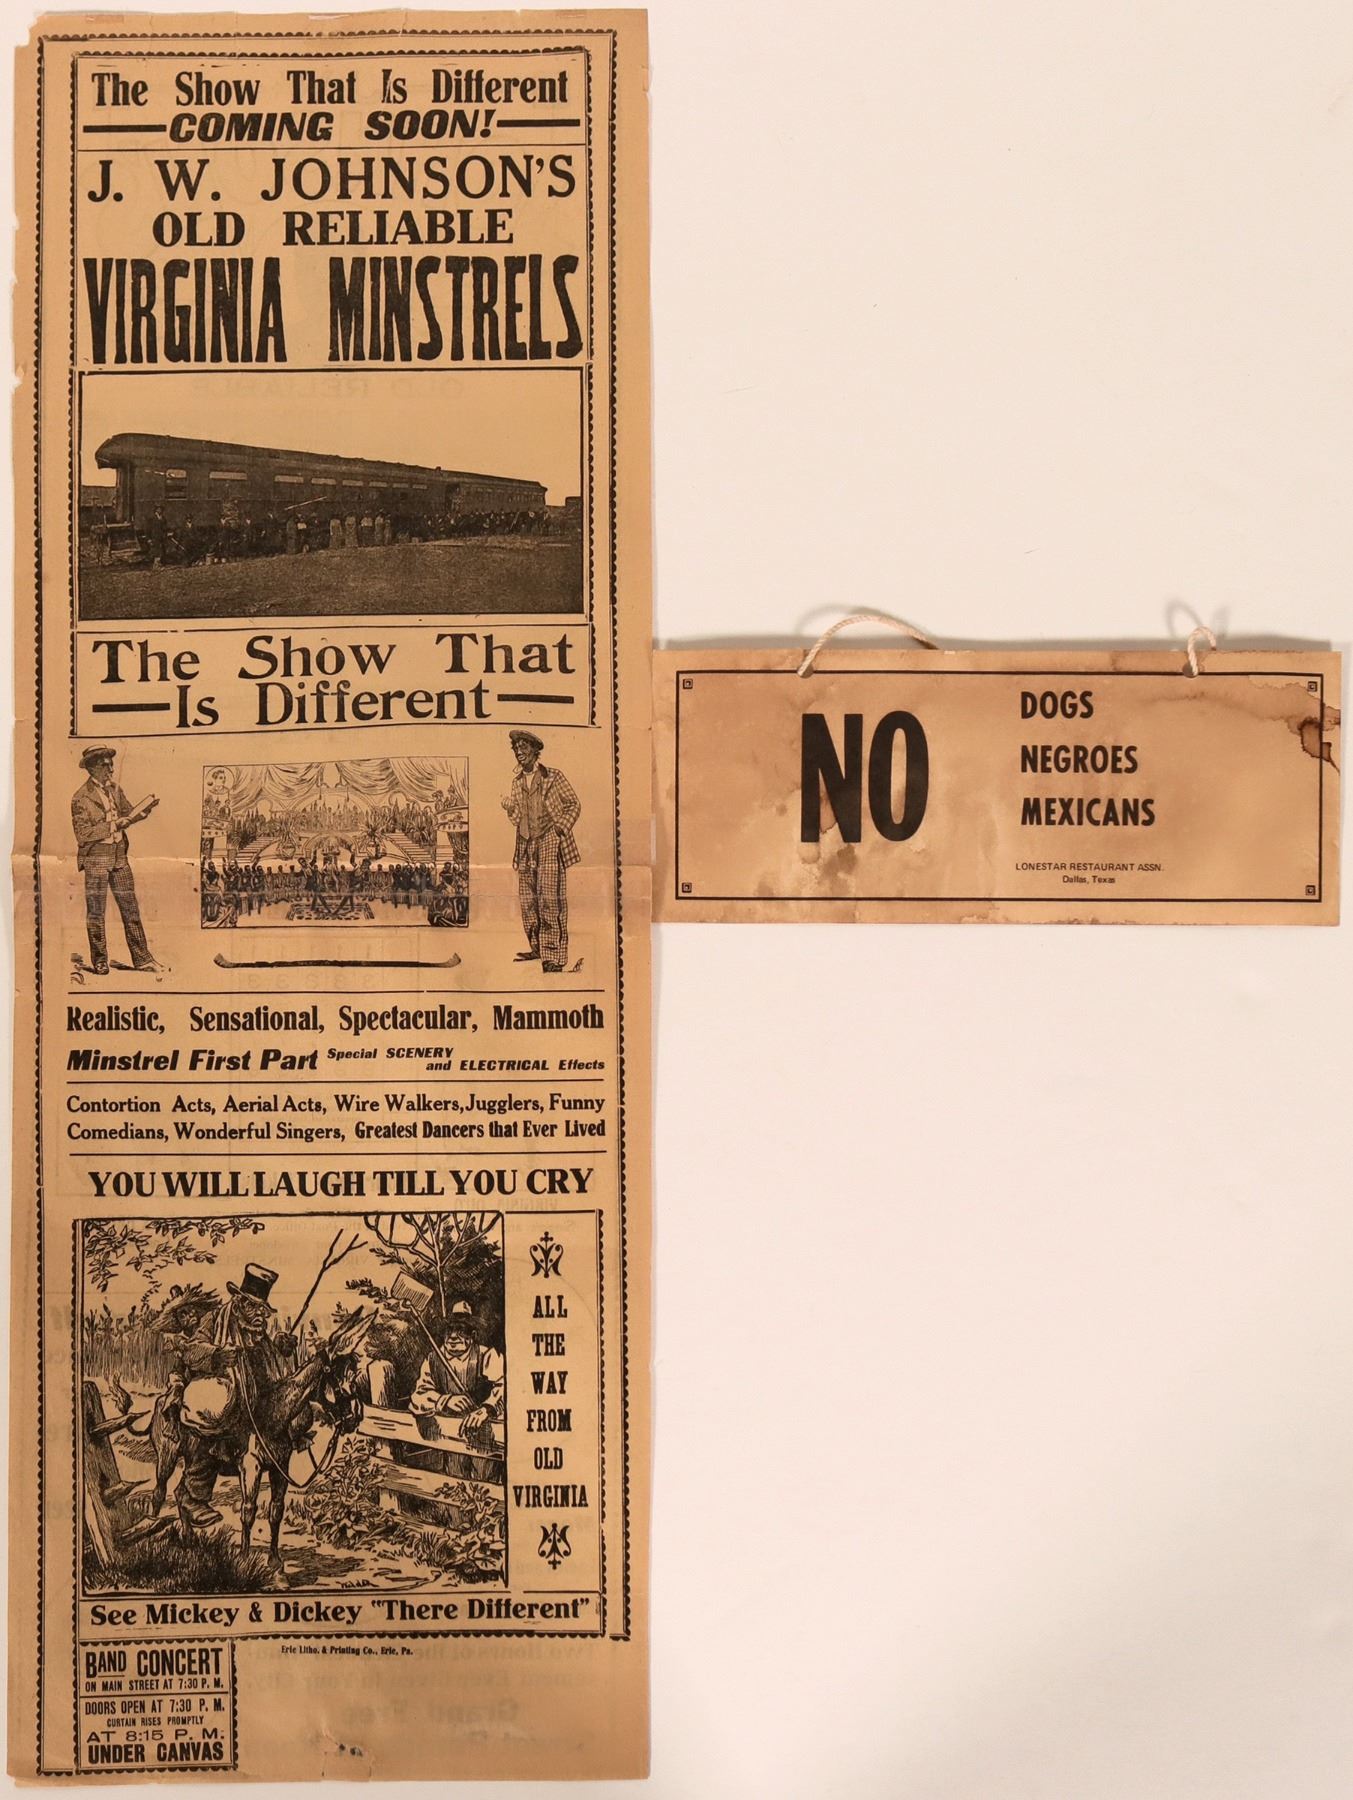 The Show That Is Different
COMING SOON!
J. W. JOHNSON'S
OLD RELIABLE
VIRGINIA MINSTRELS
The Show That
Is Different
Realistic, Sensational, Spectacular, Mammoth
Minstrel First Part Special SCENERY and ELECTRICAL Effects
Contortion Acts, Aerial Acts, Wire Walkers, Jugglers, Funny
Comedians, Wonderful Singers, Greatest Dancers that Ever Lived
YOU WILL LAUGH TILL YOU CRY
ALL
THE
WAY
FROM
OLD
VIRGINIA
See Mickey & Dickey "There Different"
Erie Litho. & Printing Co., Erie, Pa.
BAND CONCERT
ON MAIN STREET AT 7:30 P. M.
DOORS OPEN AT 7:30 P. M.
CURTAIN RISES PROMPTLY
AT 8:15 P. M.
UNDER CANVAS
NO
DOGS
NEGROES
MEXICANS
LONESTAR RESTAURANT ASSN.
Dallas, Texas